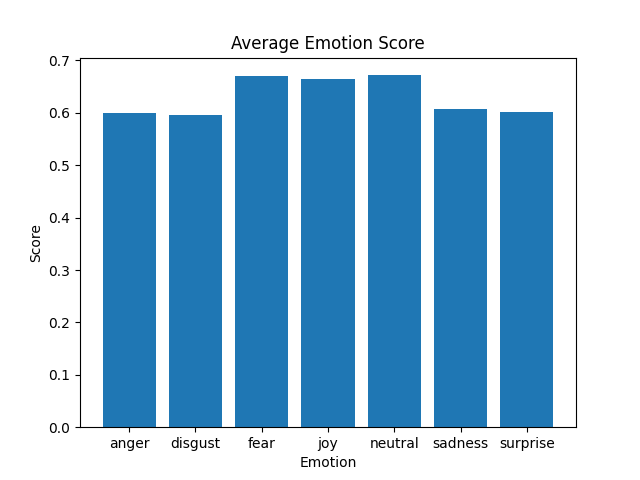 Average Emotion Score
0.7
0.6
0.5
0.4
0.3
0.2
0.1
0.0
Score
anger disgust fear joy neutral sadness surprise
Emotion